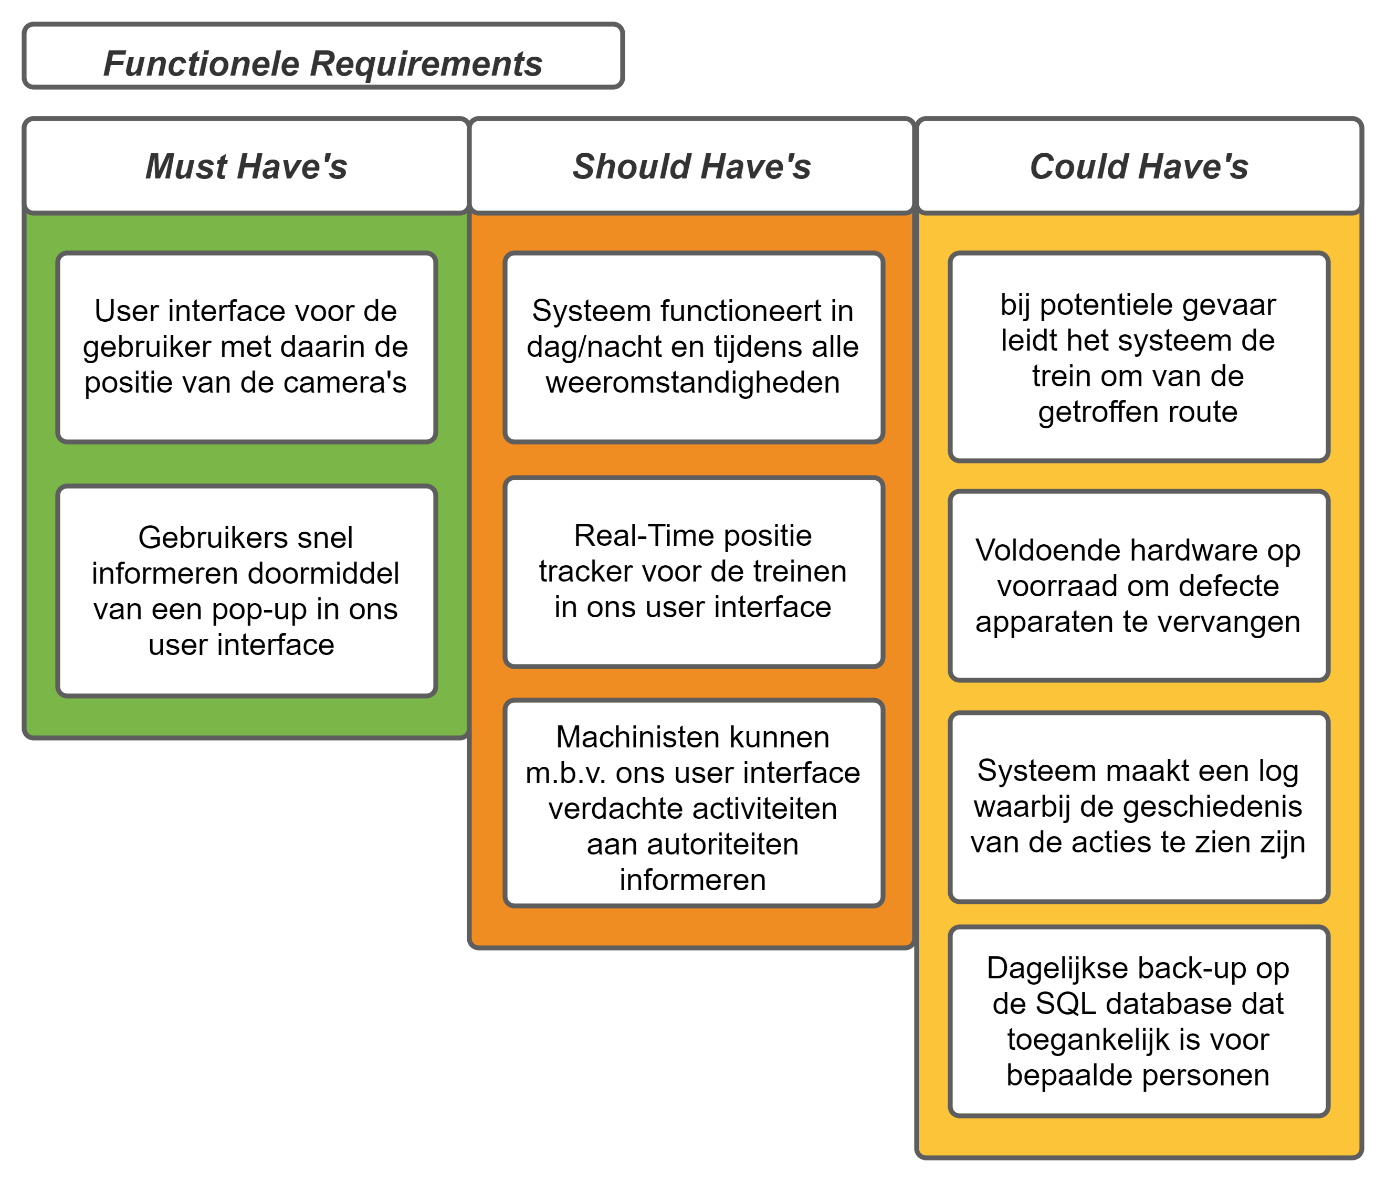 Functionele Requirements
Must Have's
User interface voor de
gebruiker met daarin de
positie van de camera's
Gebruikers snel
informeren doormiddel
van een pop-up in ons
user interface
Should Have's
Systeem functioneert in
dag/nacht en tijdens alle
weeromstandigheden
Real-Time positie
tracker voor de treinen
in ons user interface
Machinisten kunnen
m.b.v. ons user interface
verdachte activiteiten
aan autoriteiten
informeren
Could Have's
bij potentiele gevaar
leidt het systeem de
trein om van de
getroffen route
Voldoende hardware op
voorraad om defecte
apparaten te vervangen
Systeem maakt een log
waarbij de geschiedenis
van de acties te zien zijn
Dagelijkse back-up op
de SQL database dat
toegankelijk is voor
bepaalde personen